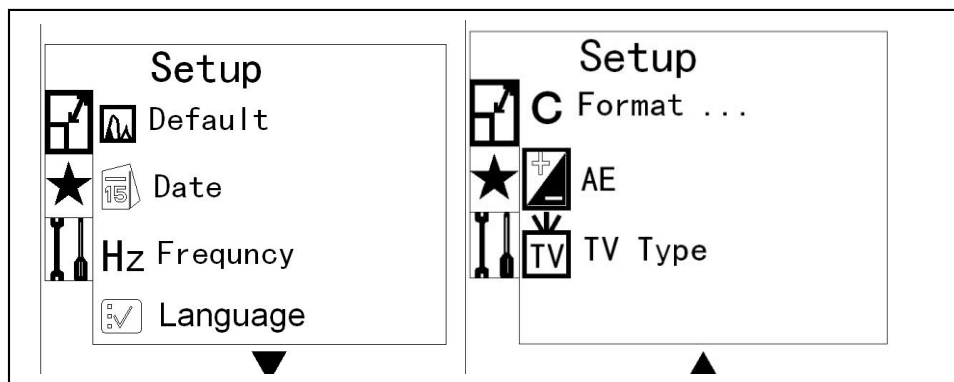 Setup
Default
15 Date
Hz Frequncy
Language
Setup
C Format ...
AE
TV TV Type